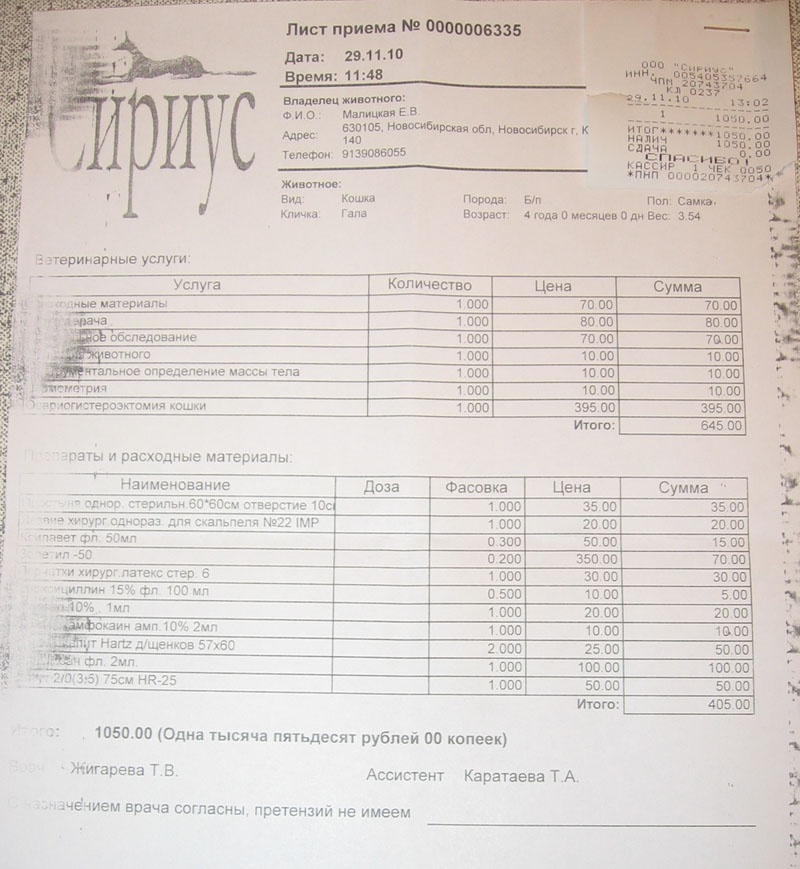 Сириус
Лист приема № 0000006335
Дата: 29.11.10
Время: 11:48
Владелец животного:
Ф.И.О.: Малицкая Е.В.
Адрес: 630105, Новосибирская обл, Новосибирск г, К
140
Телефон: 9139086055
ООО "СИРИУС"
ИНН. 005405357664
ЧПМ 20743704
КЛ 0237
29.11.10 13:02
1 1050.00
ИТОГ*******1050.00
НАЛИЧ 1050.00
СДАЧА 0.00
СПАСИБО!
КАССИР 1 ЧЕК 0050
*ПНП 000020743704*
Животное:
Вид: Кошка Порода: Б/п Пол: Самка,
Кличка: Гала Возраст: 4 года 0 месяцев 0 дн Вес: 3.54
Ветеринарные услуги:
Услуга Количество Цена Сумма
материалы 1.000 70.00 70.00
врача 1.000 80.00 80.00
обследование 1.000 70.00 70.00
животного 1.000 10.00 10.00
определение массы тела 1.000 10.00 10.00
1.000 10.00 10.00
Овариогистероэктомия кошки 1.000 395.00 395.00
Итого: 645.00
Препараты и расходные материалы:
Наименование Доза Фасовка Цена Сумма
однор. стерильн.60*60см отверстие 10с 1.000 35.00 35.00
хирург.однораз. для скальпеля №22 IMP 1.000 20.00 20.00
фл. 50мл 0.300 50.00 15.00
-50 0.200 350.00 70.00
хирург.латекс стер. 6 1.000 30.00 30.00
15% фл. 100 мл 0.500 10.00 5.00
10% , 1мл 1.000 20.00 20.00
амп.10% 2мл 1.000 10.00 10.00
Hartz д/щенков 57х60 2.000 25.00 50.00
фл. 2мл. 1.000 100.00 100.00
2/0(3.5) 75см HR-25 1.000 50.00 50.00
Итого: 405.00
Итого: 1050.00 (Одна тысяча пятьдесят рублей 00 копеек)
Врач Жигарева Т.В. Ассистент Каратаева Т.А.
С назначением врача согласны, претензий не имеем